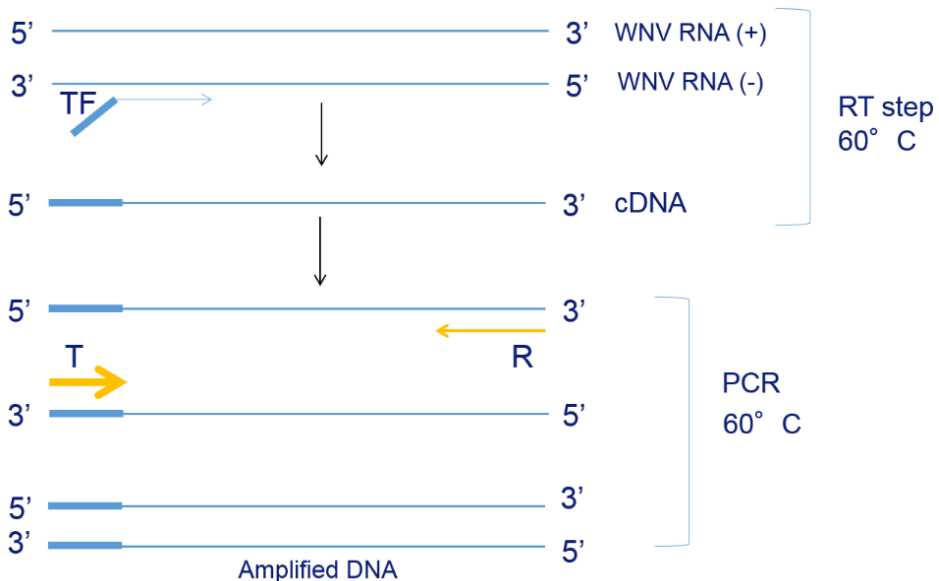 5’ 3’ WNV RNA (+)
3’ 5’ WNV RNA (-)
TF
RT step
60° C
5’ 3’ cDNA
5’ 3’
T R
3’ 5’
PCR
60° C
5’ 3’
3’ 5’
Amplified DNA